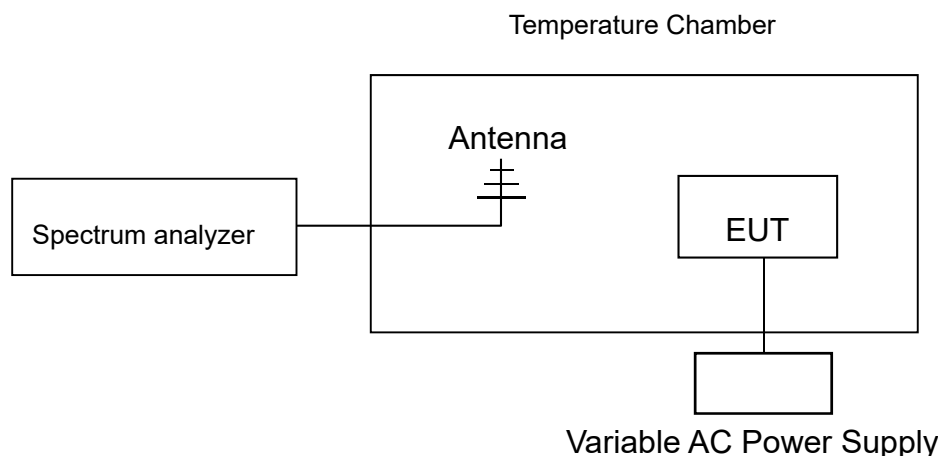 Temperature Chamber
Antenna
Spectrum analyzer
EUT
Variable AC Power Supply